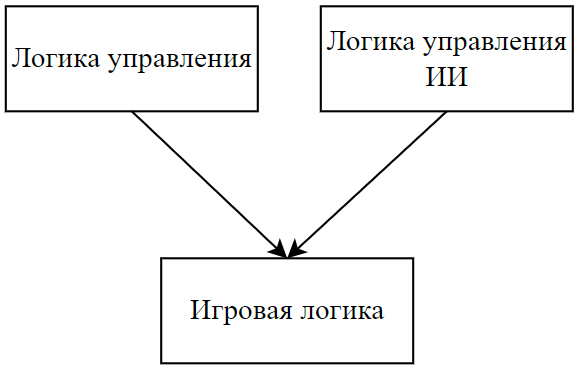 Логика управления
Логика управления
ИИ
Игровая логика